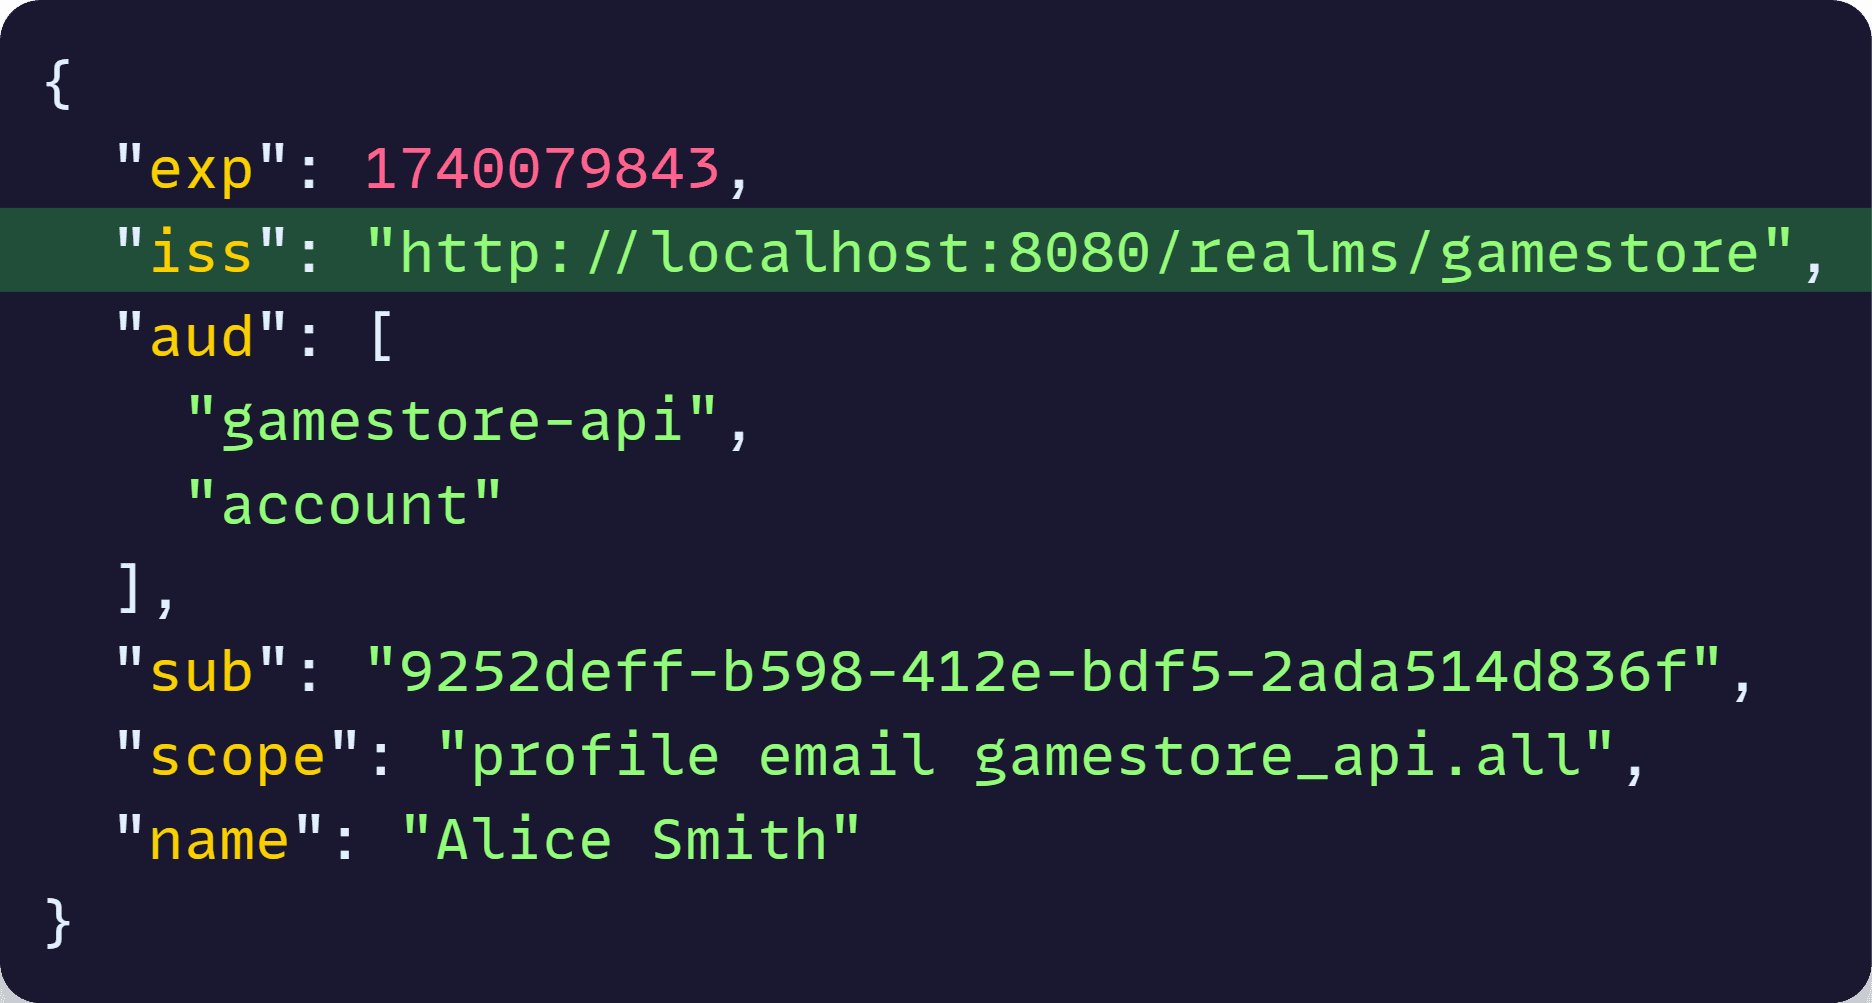 {
  "exp": 1740079843,
  "iss": "http://localhost:8080/realms/gamestore",
  "aud": [
    "gamestore-api",
    "account"
  ],
  "sub": "9252deff-b598-412e-bdf5-2ada514d836f",
  "scope": "profile email gamestore_api.all",
  "name": "Alice Smith"
}